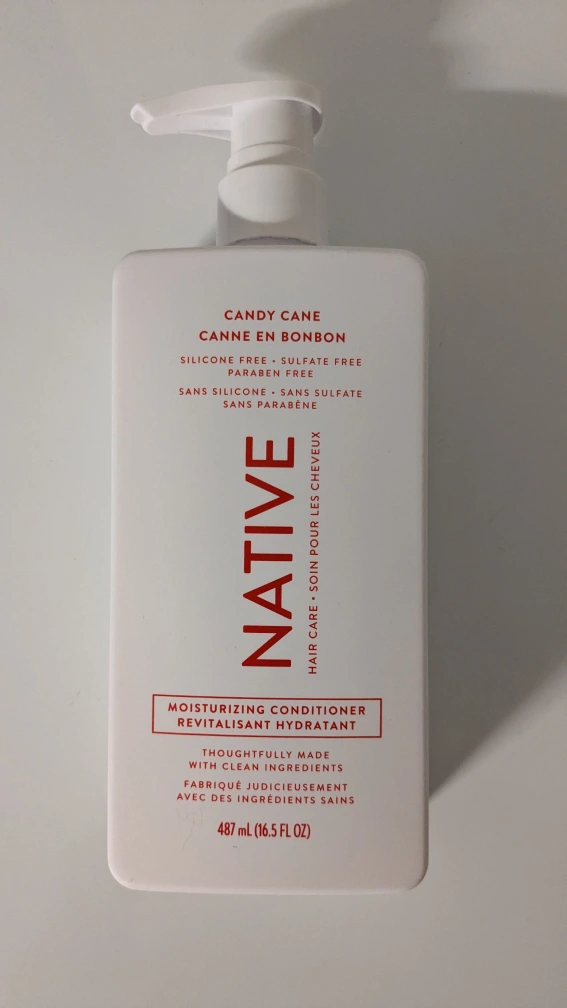 CANDY CANE
CANNE EN BONBON
SILICONE FREE • SULFATE FREE
PARABEN FREE
SANS SILICONE • SANS SULFATE
SANS PARABÈNE
NATIVE
HAIR CARE • SOIN POUR LES CHEVEUX
MOISTURIZING CONDITIONER
REVITALISANT HYDRATANT
THOUGHTFULLY MADE
WITH CLEAN INGREDIENTS
FABRIQUÉ JUDICIEUSEMENT
AVEC DES INGRÉDIENTS SAINS
487 mL (16.5 FL OZ)